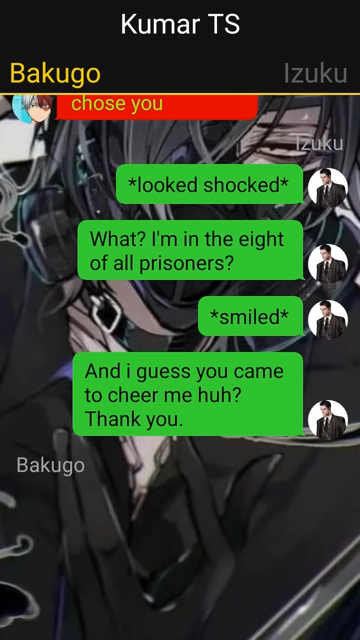 Kumar TS
Bakugo
Izuku
chose you
Izuku
*looked shocked*
What? I'm in the eight
of all prisoners?
*smiled*
And i guess you came
to cheer me huh?
Thank you.
Bakugo